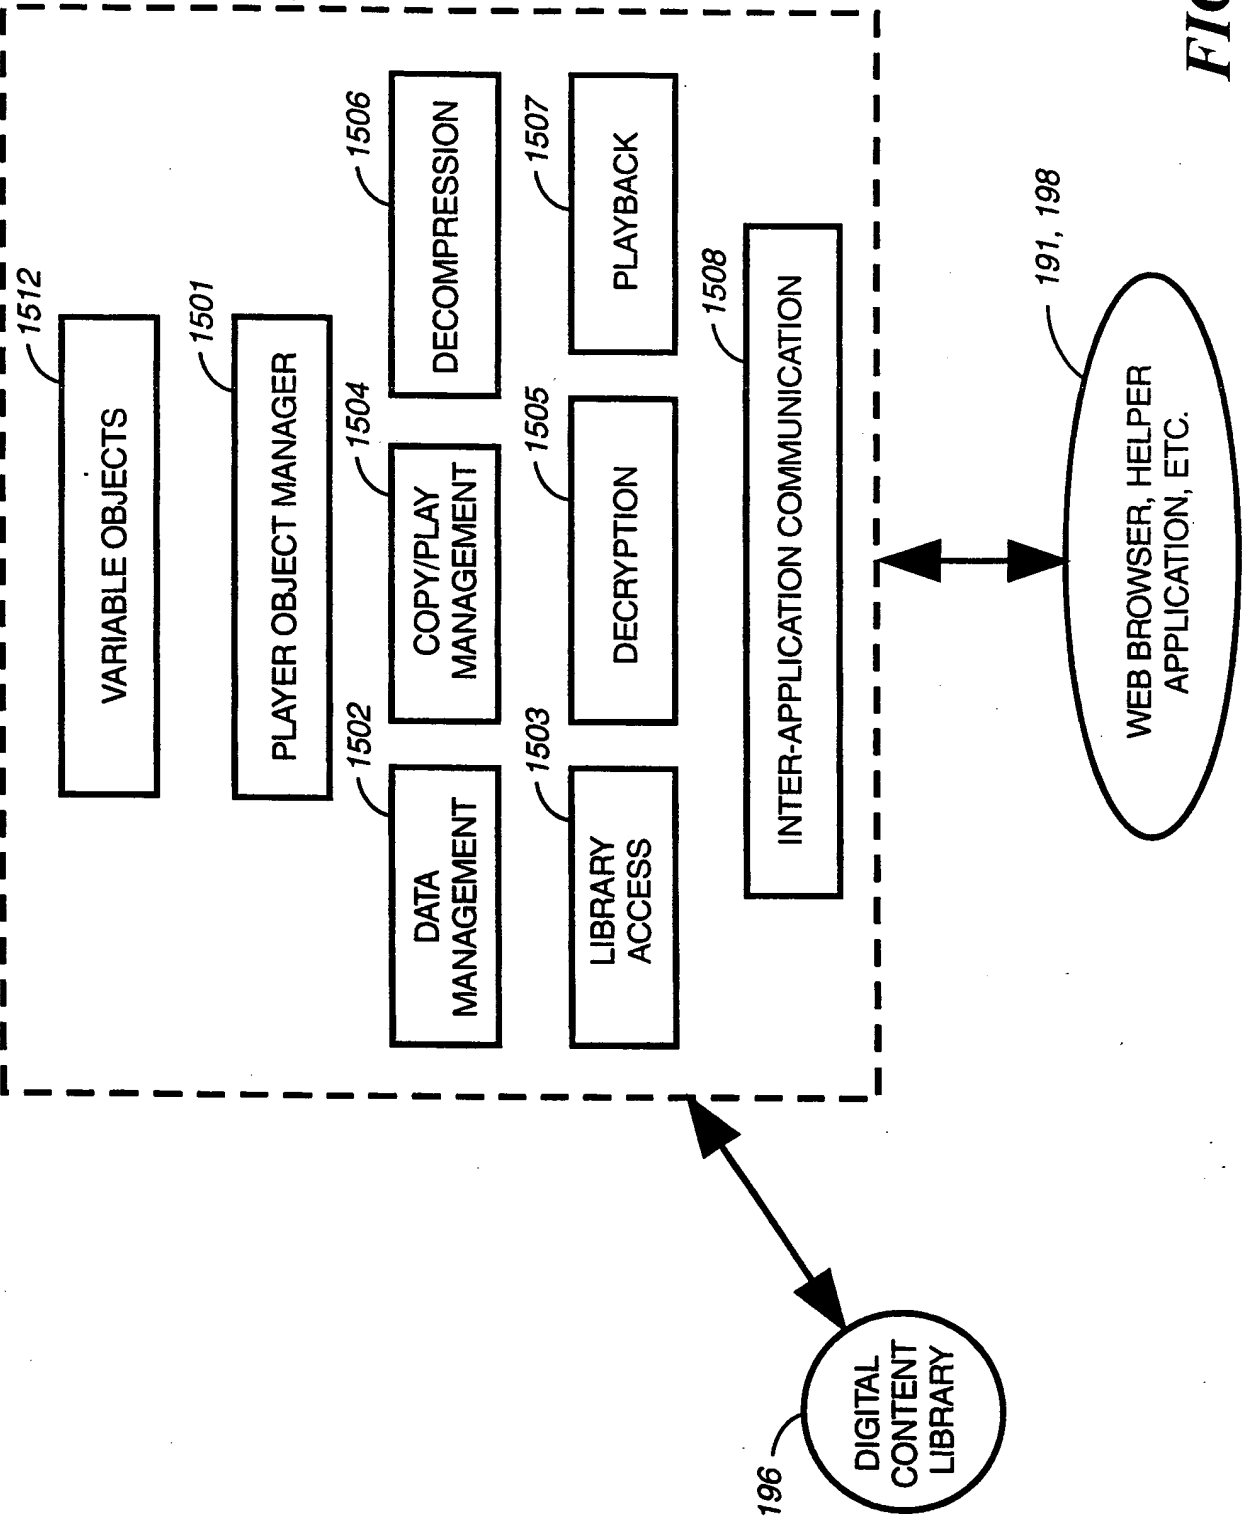 1512
VARIABLE OBJECTS
1501
PLAYER OBJECT MANAGER
1502
DATA
MANAGEMENT
1504
COPY/PLAY
MANAGEMENT
1506
DECOMPRESSION
1503
LIBRARY
ACCESS
1505
DECRYPTION
1507
PLAYBACK
1508
INTER-APPLICATION COMMUNICATION
196
DIGITAL
CONTENT
LIBRARY
191, 198
WEB BROWSER, HELPER
APPLICATION, ETC.